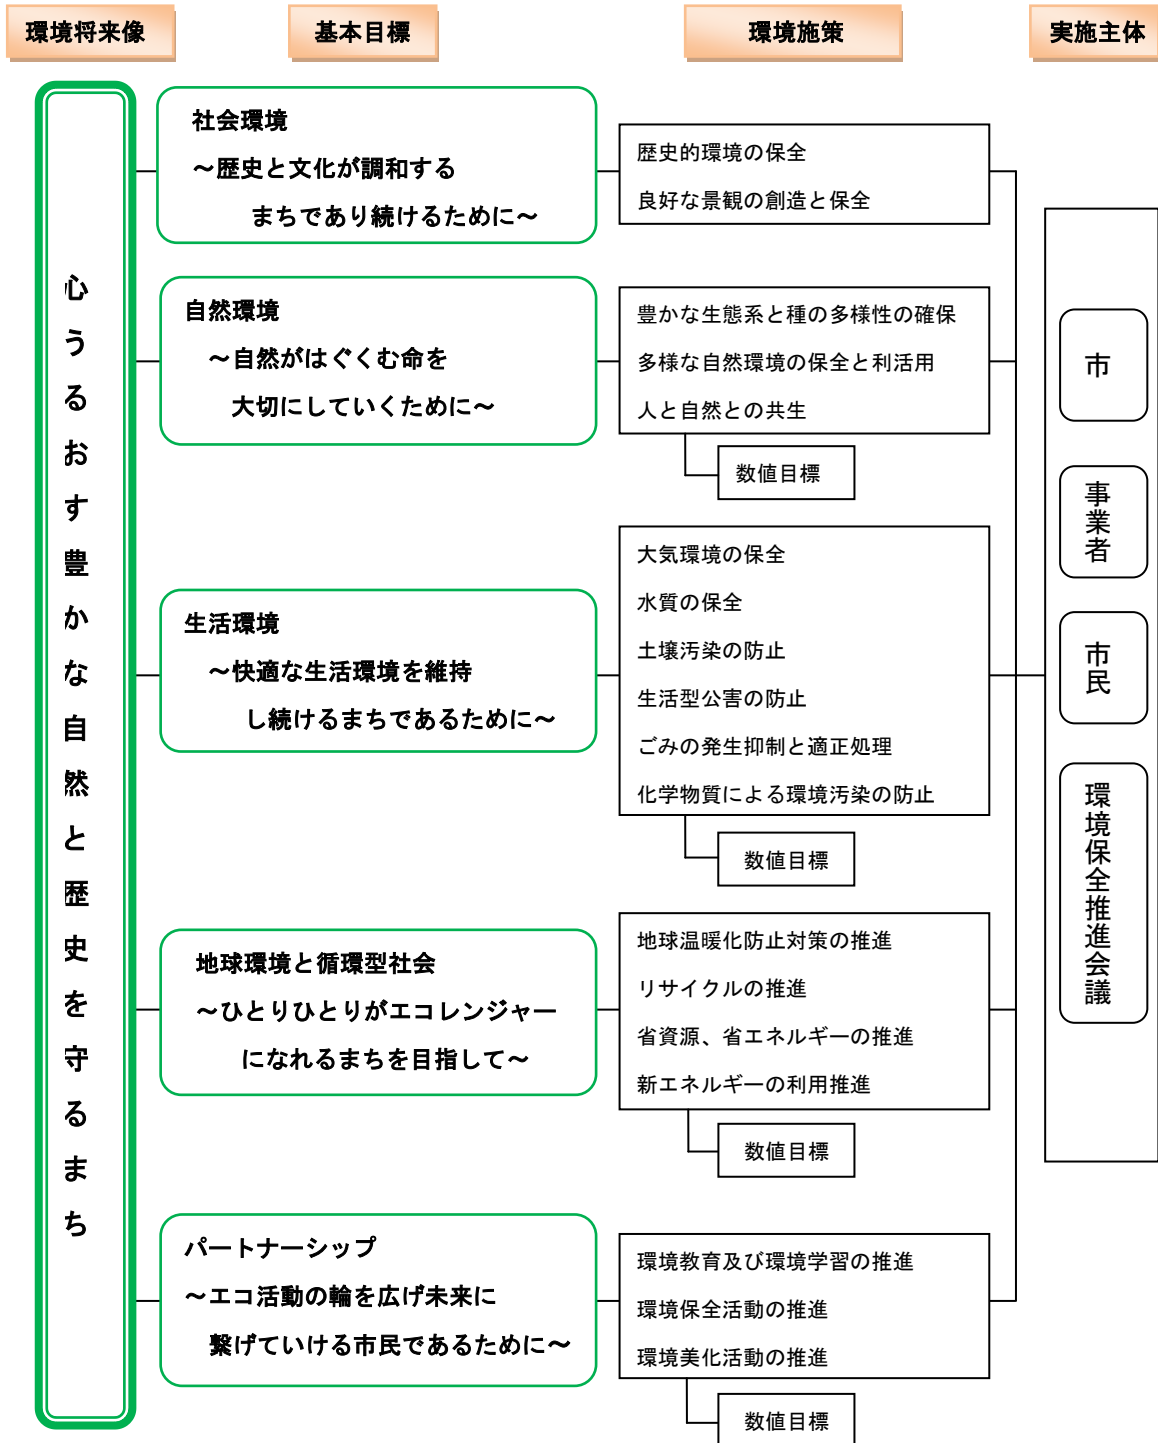 環境将来像
基本目標
環境施策
実施主体
心うるおす豊かな自然と歴史を守るまち
社会環境
～歴史と文化が調和する
まちであり続けるために～
歴史的環境の保全
良好な景観の創造と保全
自然環境
～自然がはぐくむ命を
大切にしていくために～
豊かな生態系と種の多様性の確保
多様な自然環境の保全と利活用
人と自然との共生
数値目標
生活環境
～快適な生活環境を維持
し続けるまちであるために～
大気環境の保全
水質の保全
土壌汚染の防止
生活型公害の防止
ごみの発生抑制と適正処理
化学物質による環境汚染の防止
数値目標
地球環境と循環型社会
～ひとりひとりがエコレンジャー
になれるまちを目指して～
地球温暖化防止対策の推進
リサイクルの推進
省資源、省エネルギーの推進
新エネルギーの利用推進
数値目標
パートナーシップ
～エコ活動の輪を広げ未来に
繋げていける市民であるために～
環境教育及び環境学習の推進
環境保全活動の推進
環境美化活動の推進
数値目標
市
事業者
市民
環境保全推進会議